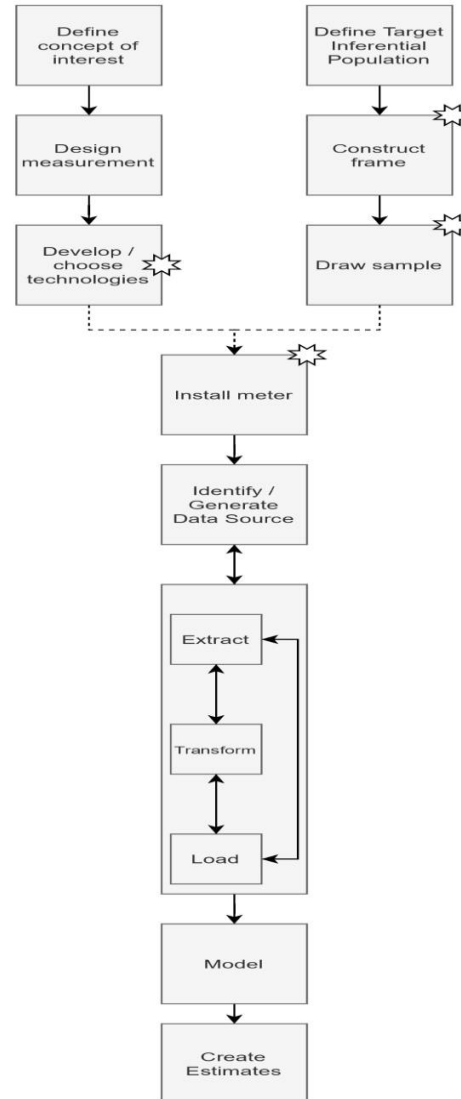 Define
concept of
interest
Define Target
Inferential
Population
Design
measurement
Construct
frame
Develop /
choose
technologies
Draw sample
Install meter
Identify /
Generate
Data Source
Extract
Transform
Load
Model
Create
Estimates